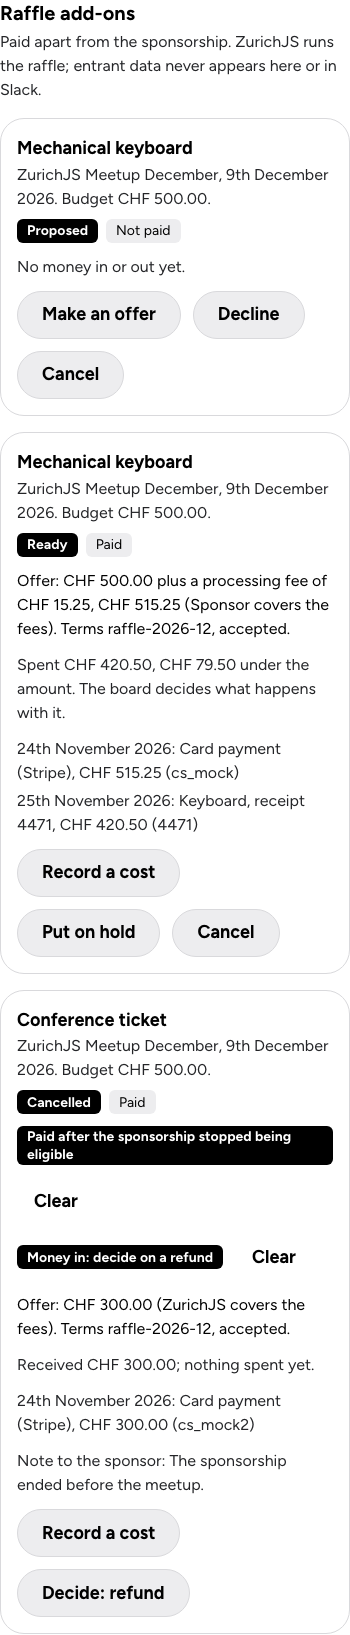 Raffle add-ons
Paid apart from the sponsorship. ZurichJS runs
the raffle; entrant data never appears here or in
Slack.
Mechanical keyboard
ZurichJS Meetup December, 9th December
2026. Budget CHF 500.00.
Proposed Not paid
No money in or out yet.
Make an offer Decline
Cancel
Mechanical keyboard
ZurichJS Meetup December, 9th December
2026. Budget CHF 500.00.
Ready Paid
Offer: CHF 500.00 plus a processing fee of
CHF 15.25, CHF 515.25 (Sponsor covers the
fees). Terms raffle-2026-12, accepted.
Spent CHF 420.50, CHF 79.50 under the
amount. The board decides what happens
with it.
24th November 2026: Card payment
(Stripe), CHF 515.25 (cs_mock)
25th November 2026: Keyboard, receipt
4471, CHF 420.50 (4471)
Record a cost
Put on hold Cancel
Conference ticket
ZurichJS Meetup December, 9th December
2026. Budget CHF 500.00.
Cancelled Paid
Paid after the sponsorship stopped being
eligible
Clear
Money in: decide on a refund Clear
Offer: CHF 300.00 (ZurichJS covers the
fees). Terms raffle-2026-12, accepted.
Received CHF 300.00; nothing spent yet.
24th November 2026: Card payment
(Stripe), CHF 300.00 (cs_mock2)
Note to the sponsor: The sponsorship
ended before the meetup.
Record a cost
Decide: refund